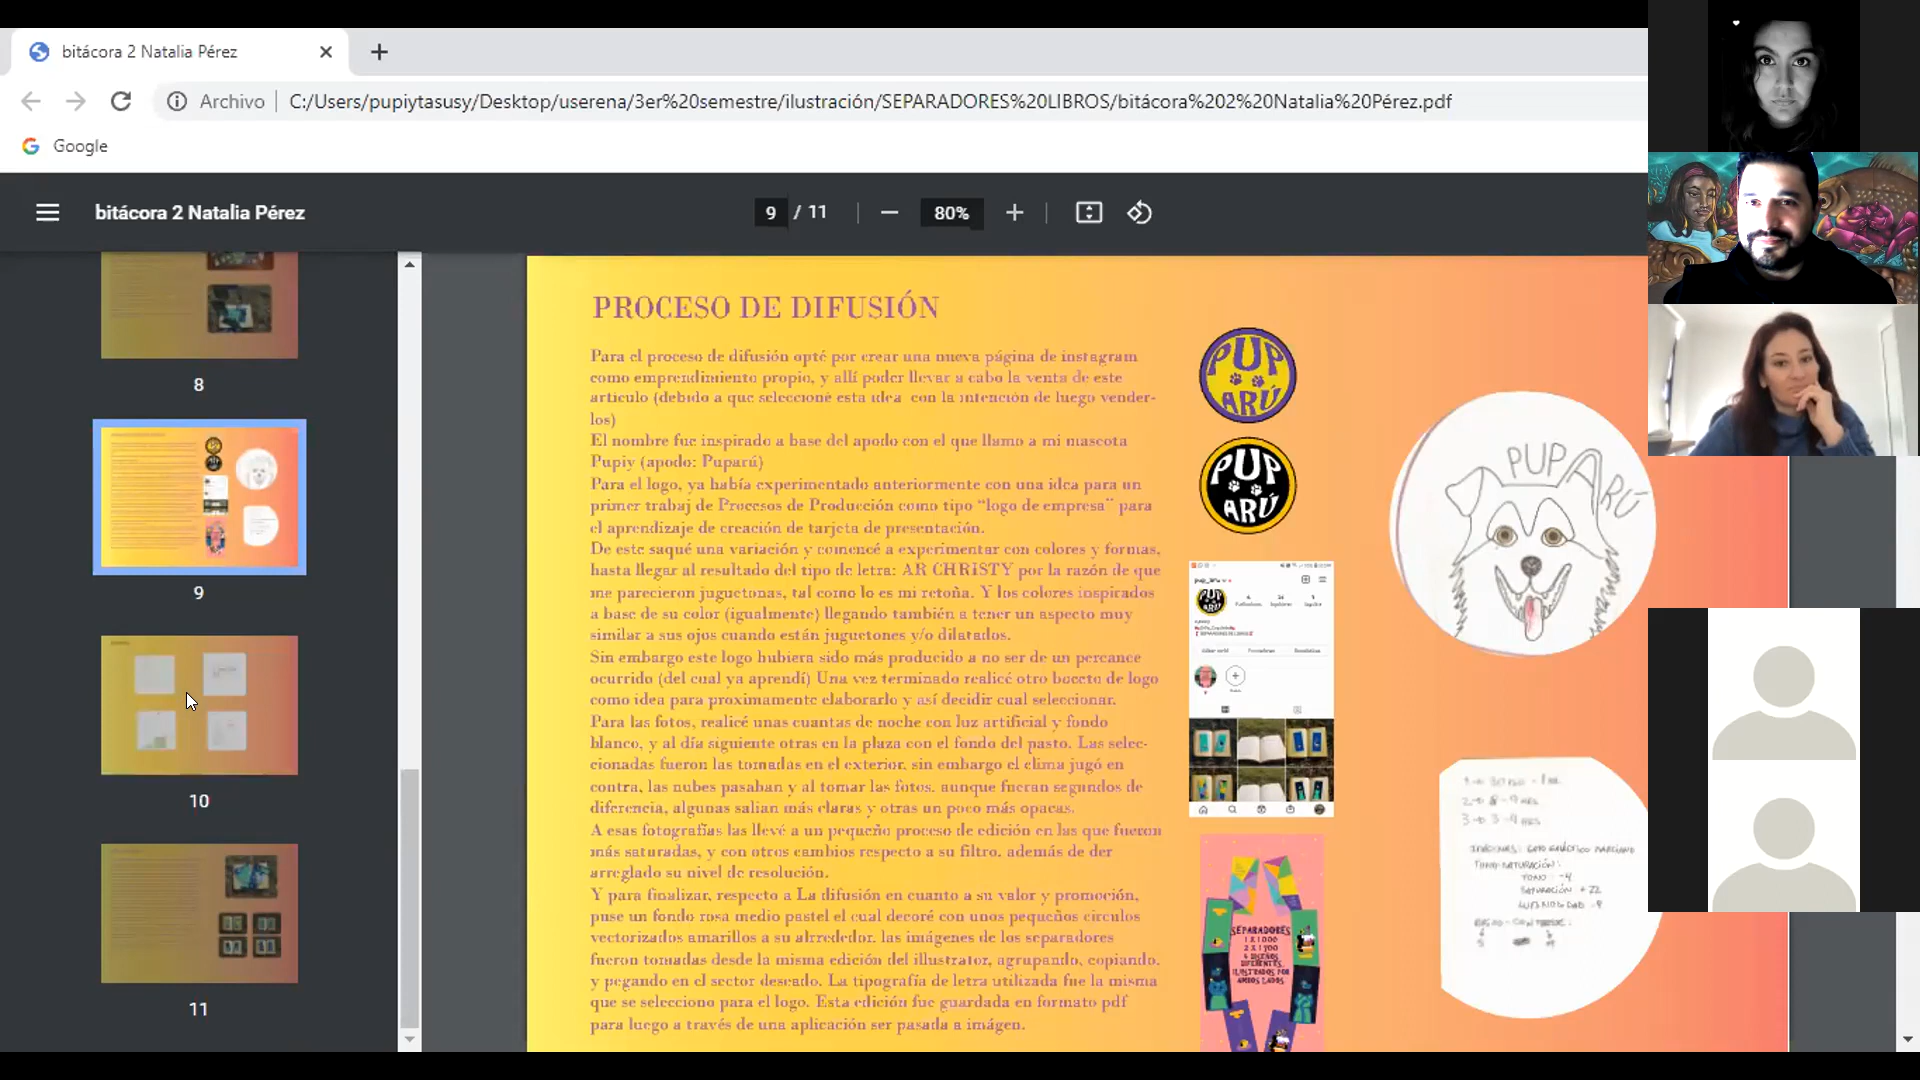 bitácora 2 Natalia Pérez
Archivo
C:/Users/pupiytasusy/Desktop/userena/3er%20semestre/ilustración/SEPARADORES%20LIBROS/bitácora%202%20Natalia%20Pérez.pdf
Google
bitácora 2 Natalia Pérez
9 / 11
80%
8
9
10
11
PROCESO DE DIFUSIÓN
Para el proceso de difusión opté por crear una nueva página de instagram
como emprendimiento propio, y allí poder llevar a cabo la venta de este
artículo (debido a que seleccioné esta idea con la intención de luego vender-
los)
El nombre fue inspirado a base del apodo con el que llamo a mi mascota
Pupiy (apodo: Puparú)
Para el logo, ya había experimentado anteriormente con una idea para un
primer trabaj de Procesos de Producción como tipo “logo de empresa” para
el aprendizaje de creación de tarjeta de presentación.
De este saqué una variación y comencé a experimentar con colores y formas,
hasta llegar al resultado del tipo de letra: AR CHRISTY por la razón de que
me parecieron juguetonas, tal como lo es mi retoña. Y los colores inspirados
a base de su color (igualmente) llegando también a tener un aspecto muy
similar a sus ojos cuando están juguetones y/o dilatados.
Sin embargo este logo hubiera sido más producido a no ser de un percance
ocurrido (del cual ya aprendí) Una vez terminado realicé otro boceto de logo
como idea para proximamente elaborarlo y así decidir cual seleccionar.
Para las fotos, realicé unas cuantas de noche con luz artificial y fondo
blanco, y al día siguiente otras en la plaza con el fondo del pasto. Las selec-
cionadas fueron las tomadas en el exterior, sin embargo el clima jugó en
contra, las nubes pasaban y al tomar las fotos, aunque fueran segundos de
diferencia, algunas salían más claras y otras un poco más opacas.
A esas fotografías las llevé a un pequeño proceso de edición en las que fueron
más saturadas, y con otros cambios respecto a su filtro, además de der
arreglado su nivel de resolución.
Y para finalizar, respecto a La difusión en cuanto a su valor y promoción,
puse un fondo rosa medio pastel el cual decoré con unos pequeños círculos
vectorizados amarillos a su alrrededor, las imágenes de los separadores
fueron tomadas desde la misma edición del illustrator, agrupando, copiando,
y pegando en el sector deseado. La tipografía de letra utilizada fue la misma
que se selecciono para el logo. Esta edición fue guardada en formato pdf
para luego a través de una aplicación ser pasada a imágen.
PUP
ARÚ
PUP
ARÚ
PUP ARÚ
SEPARADORES
1 X 1000
2 X 1700
6 DISEÑOS
DIFERENTES,
ILUSTRADOS POR
AMBOS LADOS
TONO -4
SATURACIÓN +22